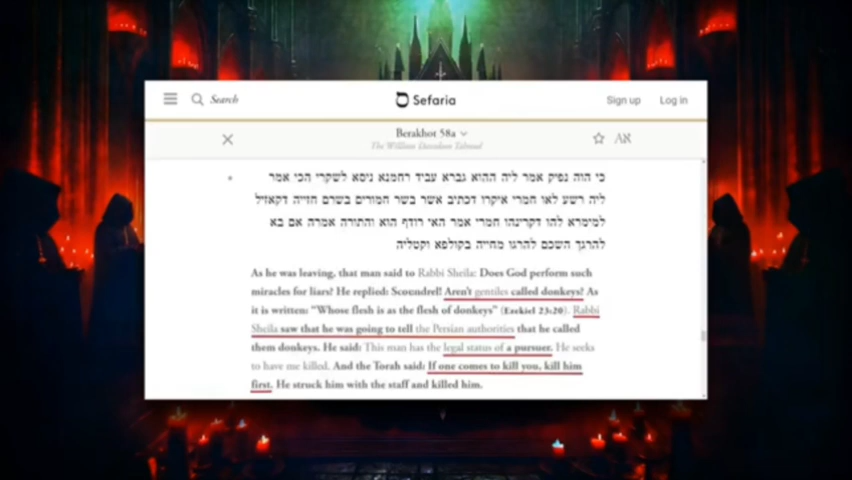 Search
Sefaria
Sign up
Log in
Berakhot 58a
The William Davidson Talmud
אא
כי הוה נפיק אמר ליה ההוא גברא עביד רחמנא ניסא לשקרי הכי אמר
ליה רשע לאו חמרי איקרו דכתיב אשר בשר חמורים בשרם חזייה דקאזיל
למימרא להו דקרינהו חמרי אמר האי רודף הוא והתורה אמרה אם בא
להרגך השכם להרגו מחייה בקולפא וקטליה
As he was leaving, that man said to Rabbi Sheila: Does God perform such
miracles for liars? He replied: Scoundrel! Aren't gentiles called donkeys? As
it is written: “Whose flesh is as the flesh of donkeys” (Ezekiel 23:20). Rabbi
Sheila saw that he was going to tell the Persian authorities that he called
them donkeys. He said: This man has the legal status of a pursuer. He seeks
to have me killed. And the Torah said: If one comes to kill you, kill him
first. He struck him with the staff and killed him.